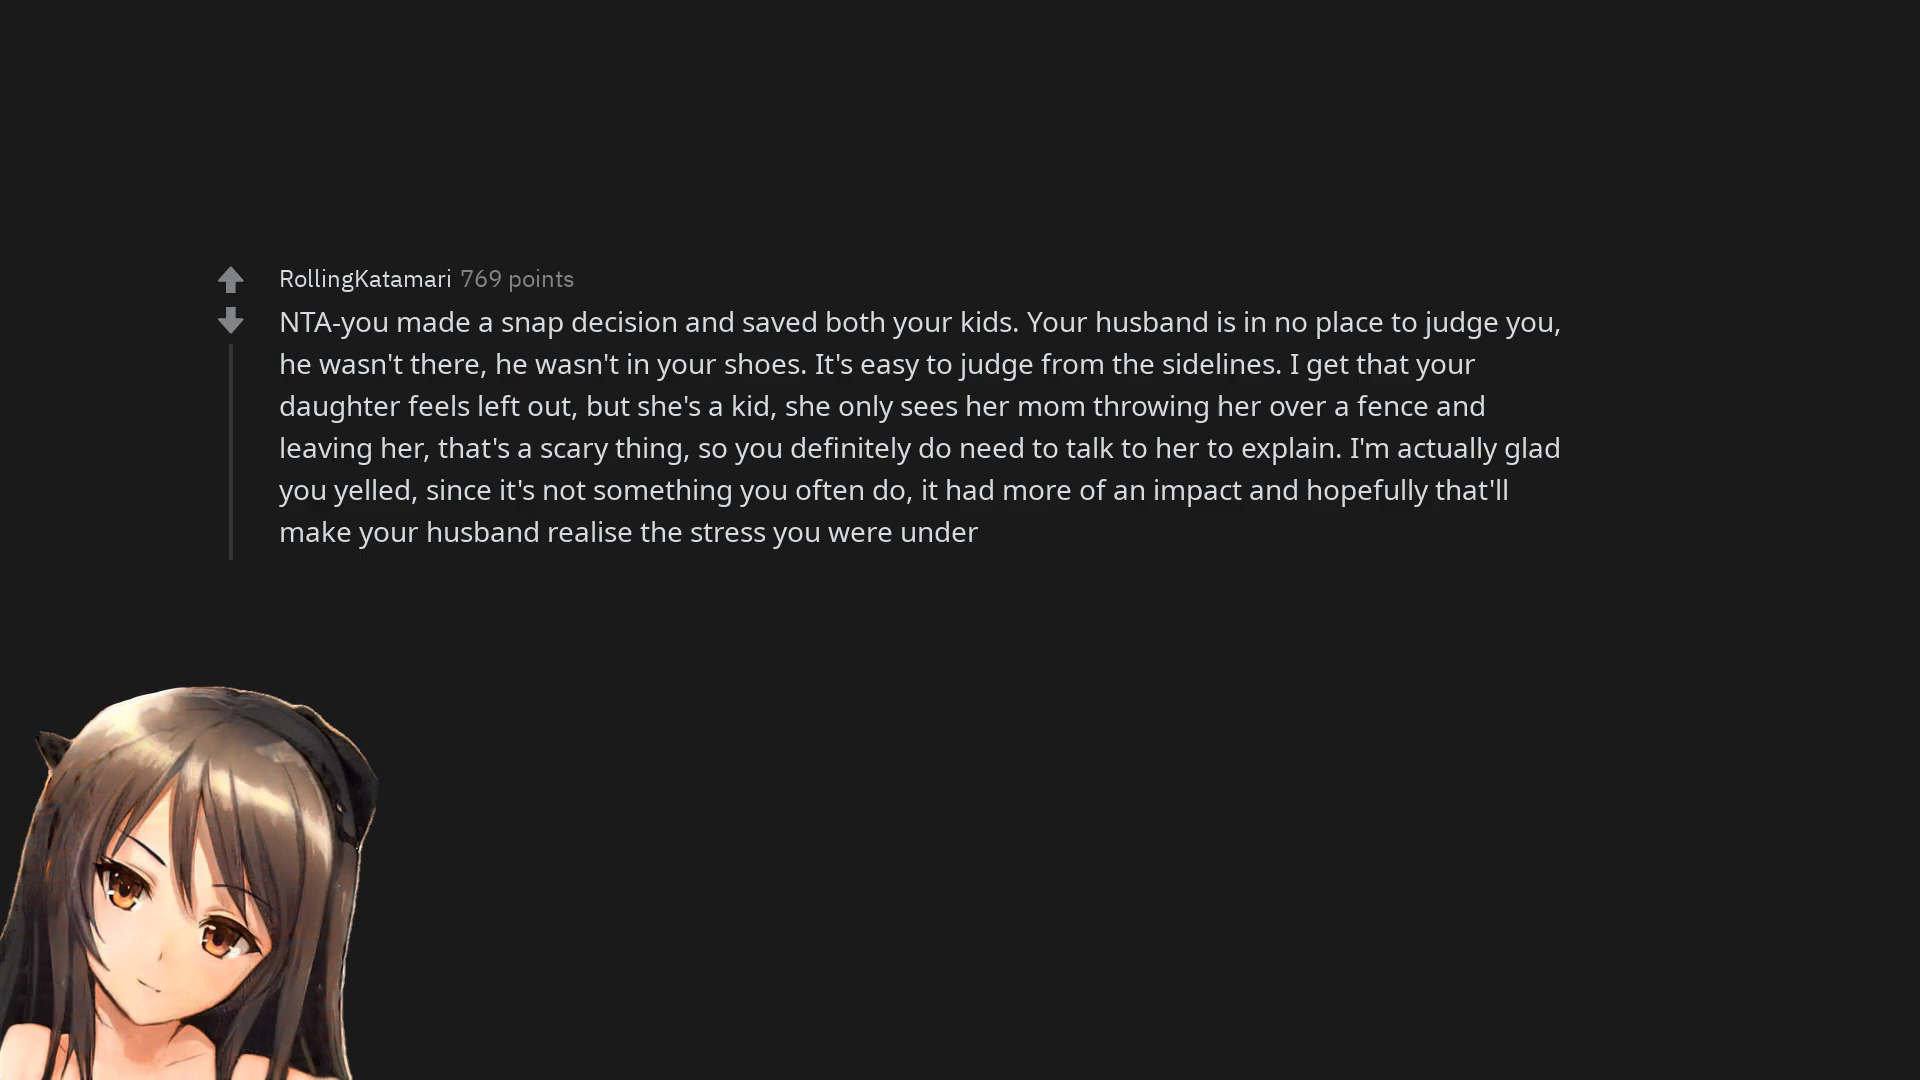 RollingKatamari 769 points
NTA-you made a snap decision and saved both your kids. Your husband is in no place to judge you,
he wasn't there, he wasn't in your shoes. It's easy to judge from the sidelines. I get that your
daughter feels left out, but she's a kid, she only sees her mom throwing her over a fence and
leaving her, that's a scary thing, so you definitely do need to talk to her to explain. I'm actually glad
you yelled, since it's not something you often do, it had more of an impact and hopefully that'll
make your husband realise the stress you were under